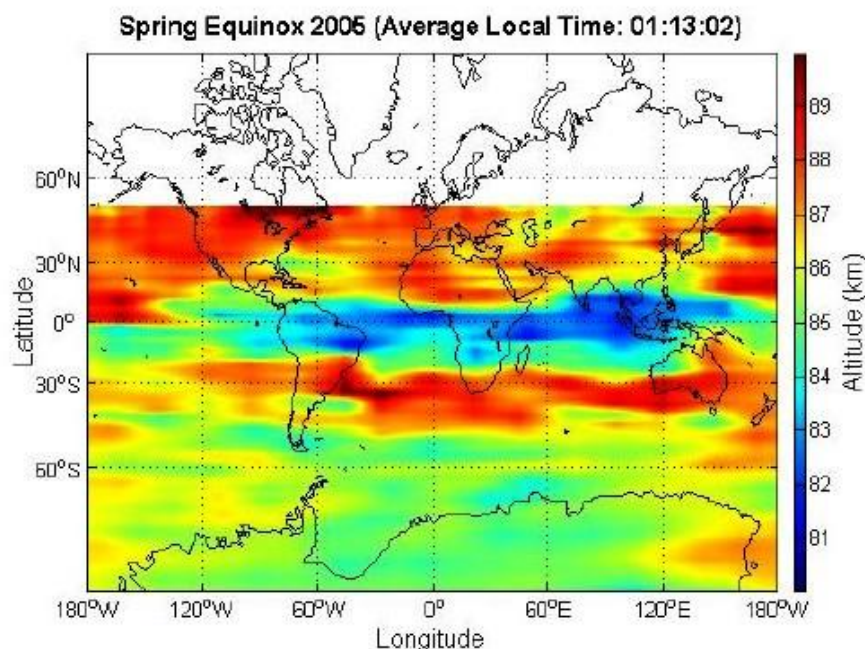 Spring Equinox 2005 (Average Local Time: 01:13:02)
60°N
30°N
0°
30°S
60°S
Latitude
180°W
120°W
60°W
0°
60°E
120°E
180°W
Longitude
89
88
87
86
85
84
83
82
81
Altitude (km)